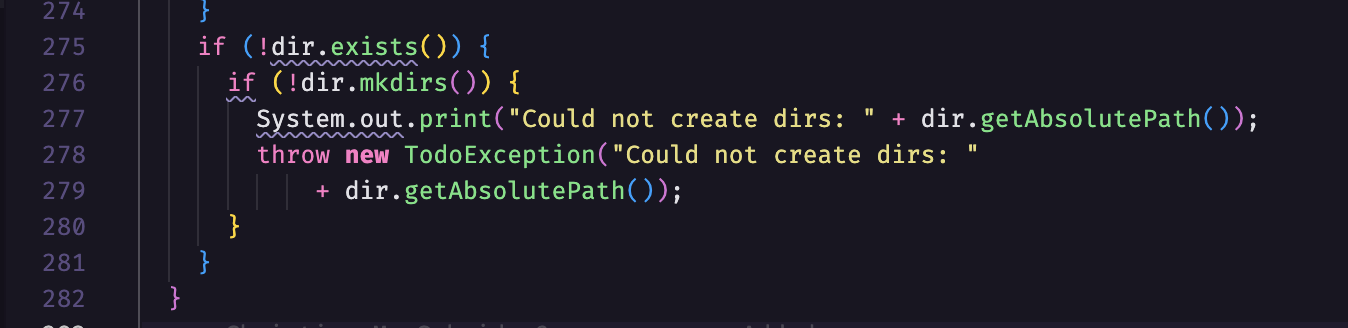 274 }
275 if (!dir.exists()) {
276 if (!dir.mkdirs()) {
277 System.out.print("Could not create dirs: " + dir.getAbsolutePath());
278 throw new TodoException("Could not create dirs: "
279 + dir.getAbsolutePath());
280 }
281 }
282 }